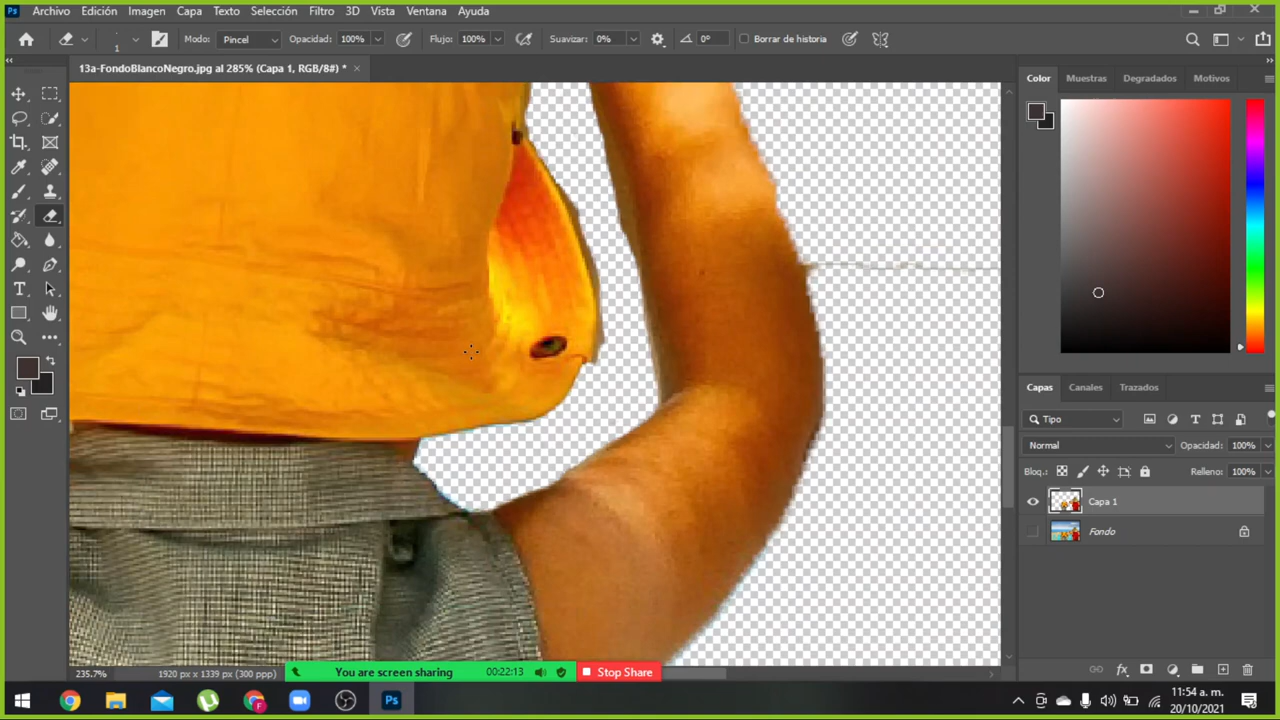 Ps Archivo Edición Imagen Capa Texto Selección Filtro 3D Vista Ventana Ayuda
1 Modo: Pincel Opacidad: 100% Flujo: 100% Suavizar: 0% 0° Borrar de historia
13a-FondoBlancoNegro.jpg al 285% (Capa 1, RGB/8#) * ×
Color Muestras Degradados Motivos
Capas Canales Trazados
Tipo
Normal Opacidad: 100%
Bloq.: Relleno: 100%
Capa 1
Fondo
235.7% 1920 px x 1339 px (300 ppp)
You are screen sharing 00:22:13 Stop Share
Ps
11:54 a. m.
20/10/2021